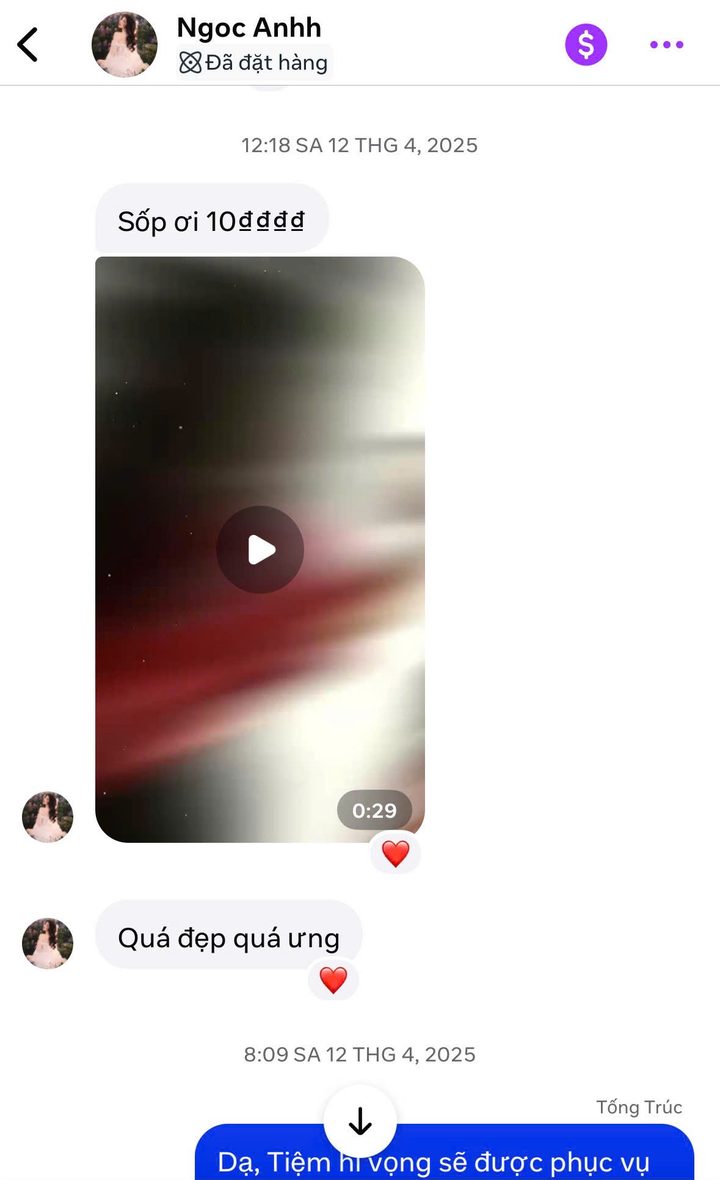 Ngoc Anhh
Đã đặt hàng
12:18 SA 12 THG 4, 2025
Sốp ơi 10₫₫₫₫
0:29
Quá đẹp quá ưng
8:09 SA 12 THG 4, 2025
Tống Trúc
Dạ, Tiệm hi vọng sẽ được phục vụ